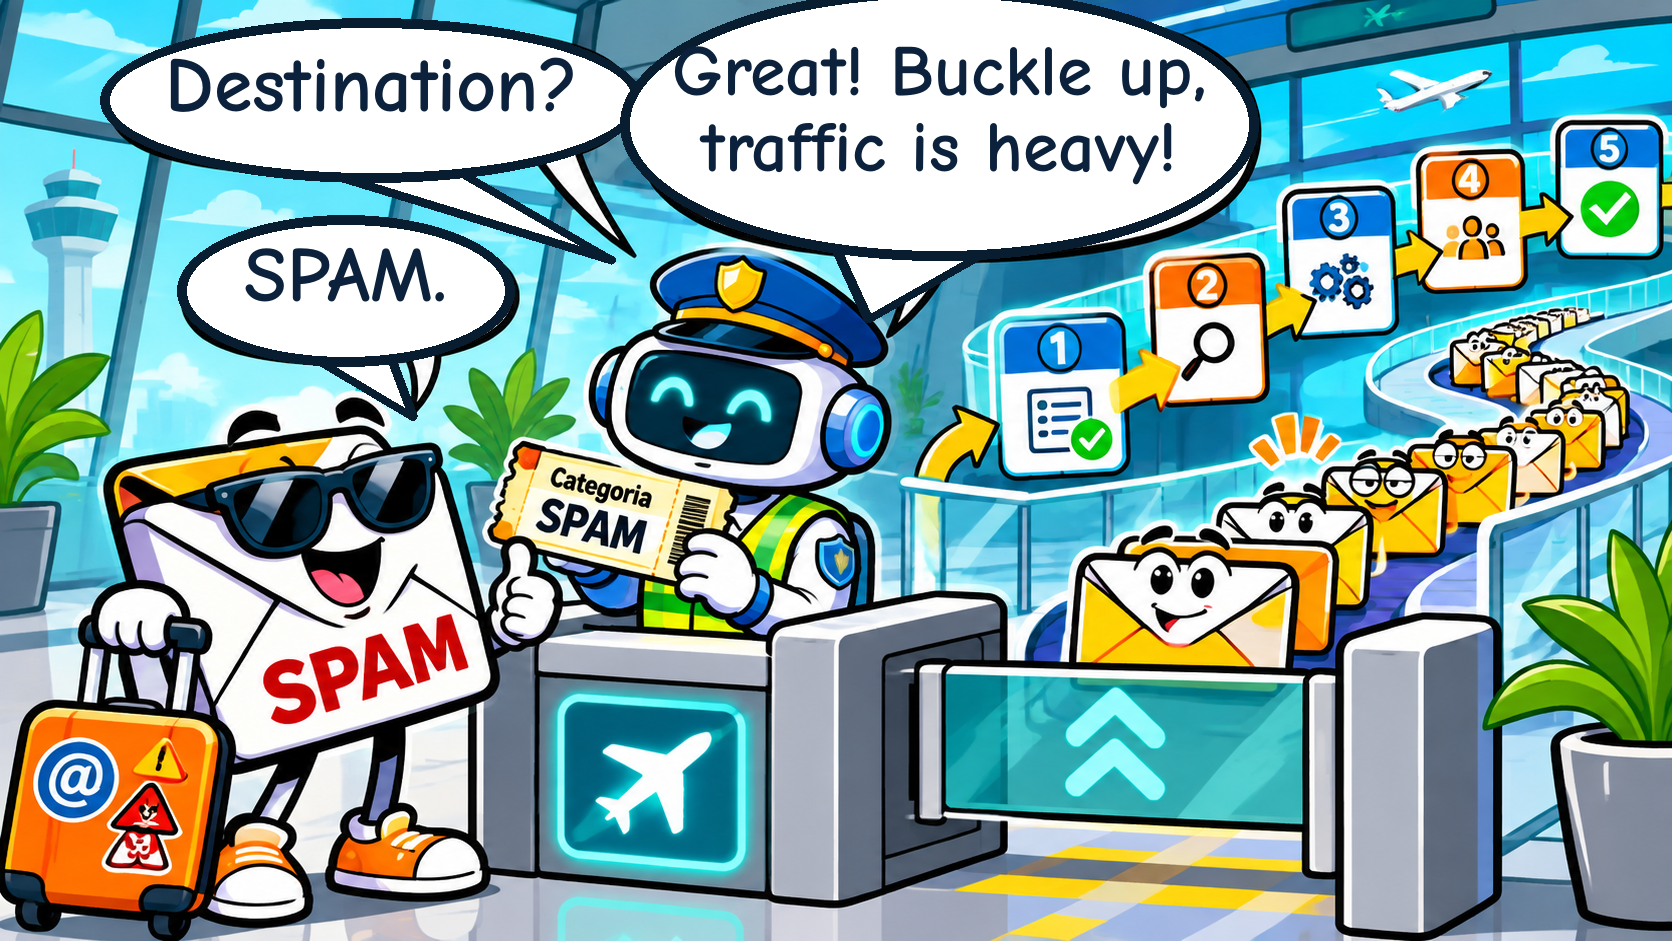 Destination?
Great! Buckle up,
traffic is heavy!
SPAM.
Categoria
SPAM
SPAM
@
1
2
3
4
5